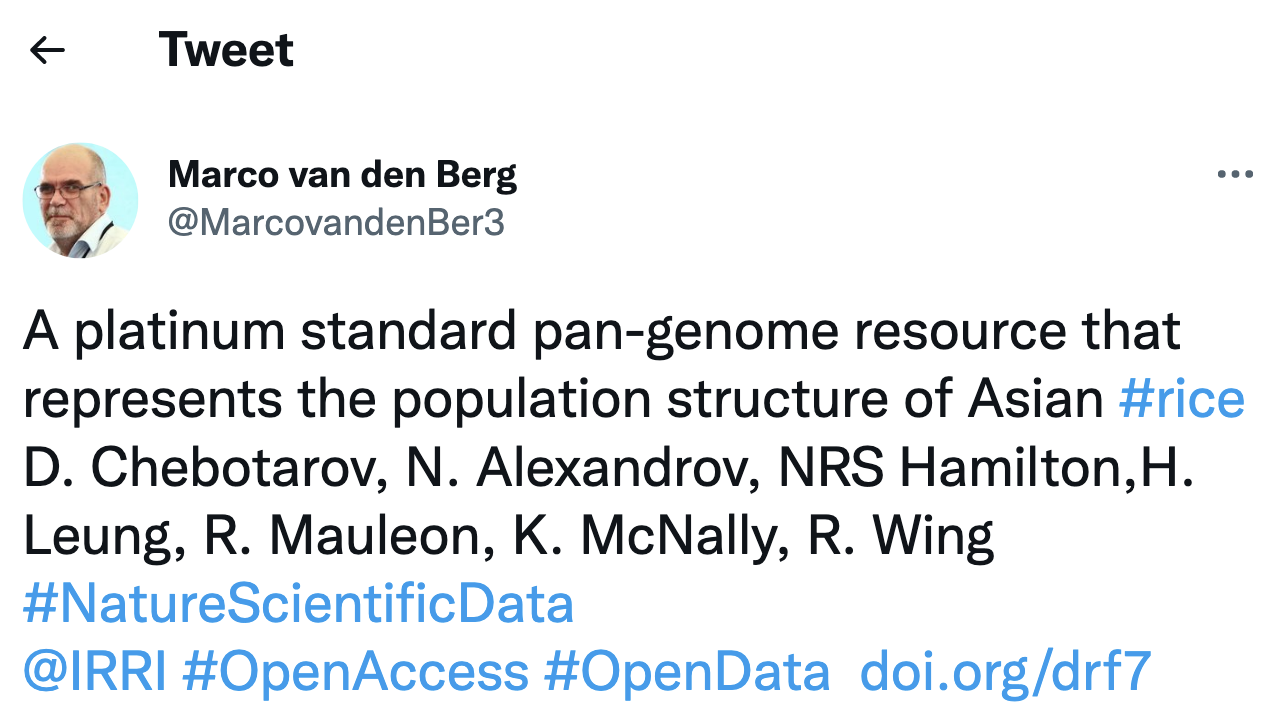 Tweet
Marco van den Berg
@MarcovandenBer3
A platinum standard pan-genome resource that
represents the population structure of Asian #rice
D. Chebotarov, N. Alexandrov, NRS Hamilton,H.
Leung, R. Mauleon, K. McNally, R. Wing
#NatureScientificData
@IRRI #OpenAccess #OpenData doi.org/drf7